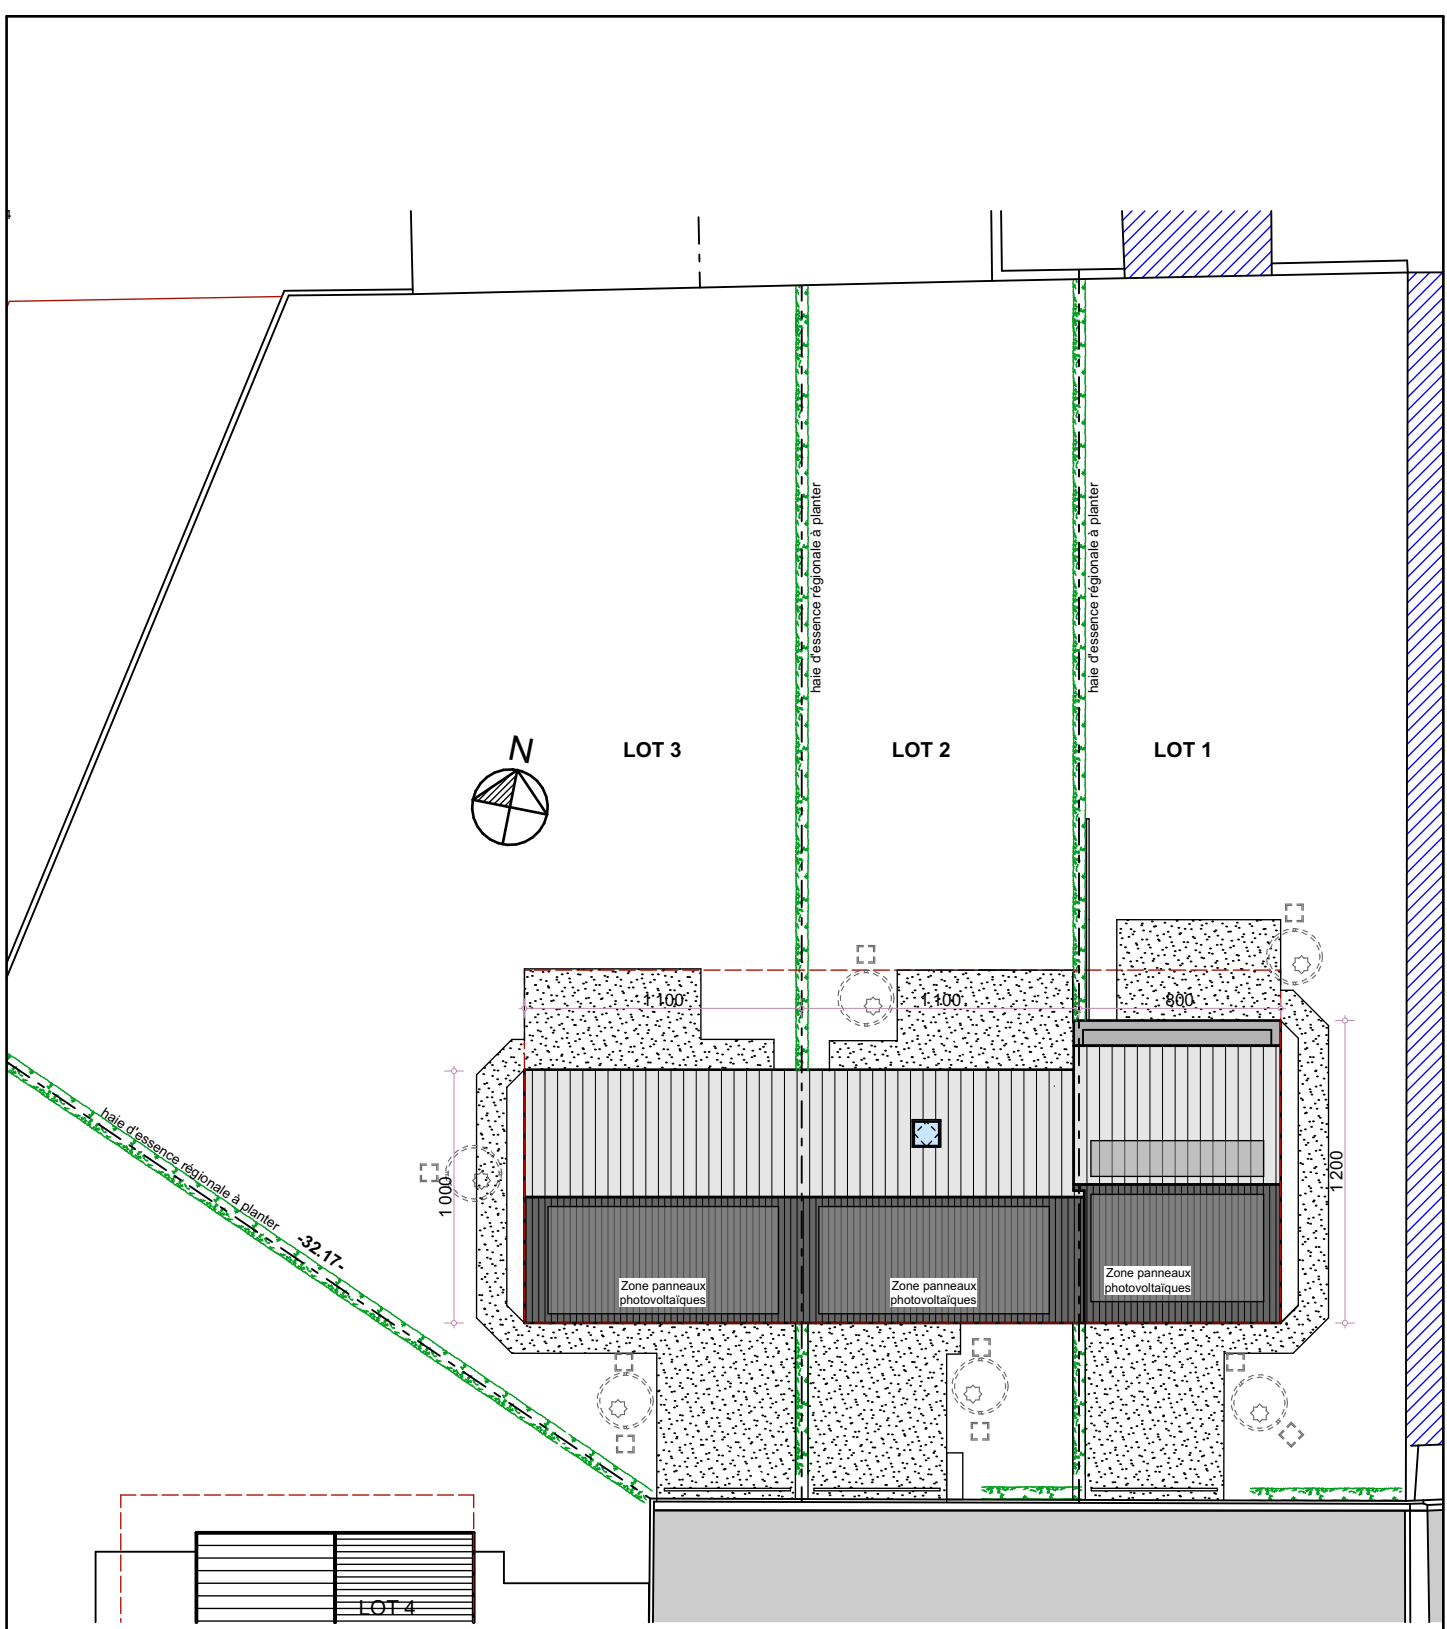 haie d'essence régionale à planter
haie d'essence régionale à planter
N
LOT 3
LOT 2
LOT 1
1 100
1 100
800
1 000
1 200
haie d'essence régionale à planter
-32.17-
Zone panneaux
photovoltaïques
Zone panneaux
photovoltaïques
Zone panneaux
photovoltaïques
LOT 4